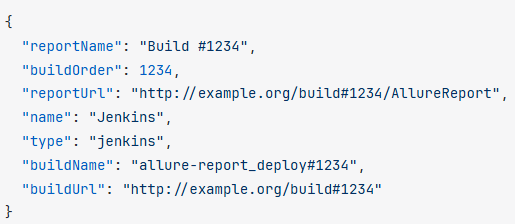 {
  "reportName": "Build #1234",
  "buildOrder": 1234,
  "reportUrl": "http://example.org/build#1234/AllureReport",
  "name": "Jenkins",
  "type": "jenkins",
  "buildName": "allure-report_deploy#1234",
  "buildUrl": "http://example.org/build#1234"
}